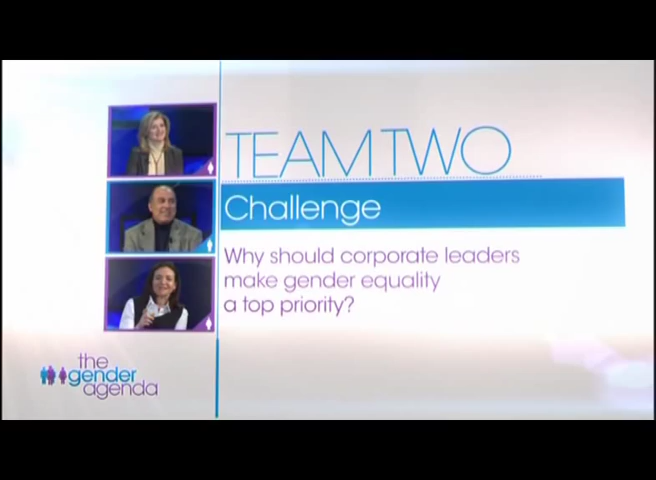 TEAM TWO
Challenge
Why should corporate leaders
make gender equality
a top priority?
the
gender
agenda